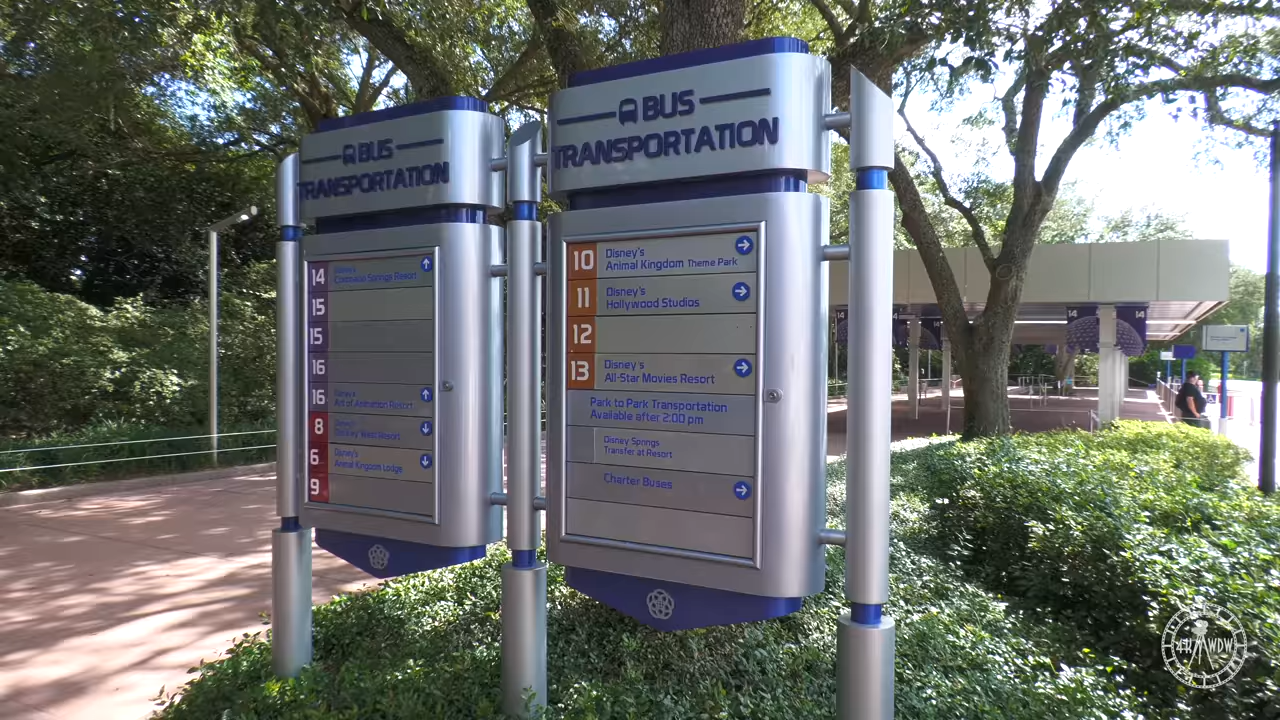 BUS
TRANSPORTATION
14 Disney's
Coronado Springs Resort
15
15
16
16 Disney's
Art of Animation Resort
8 Disney's
Old Key West Resort
6 Disney's
Animal Kingdom Lodge
9
BUS
TRANSPORTATION
10 Disney's
Animal Kingdom Theme Park
11 Disney's
Hollywood Studios
12
13 Disney's
All-Star Movies Resort
Park to Park Transportation
Available after 2:00 pm
Disney Springs
Transfer at Resort
Charter Buses
14 14
14
4K WDW